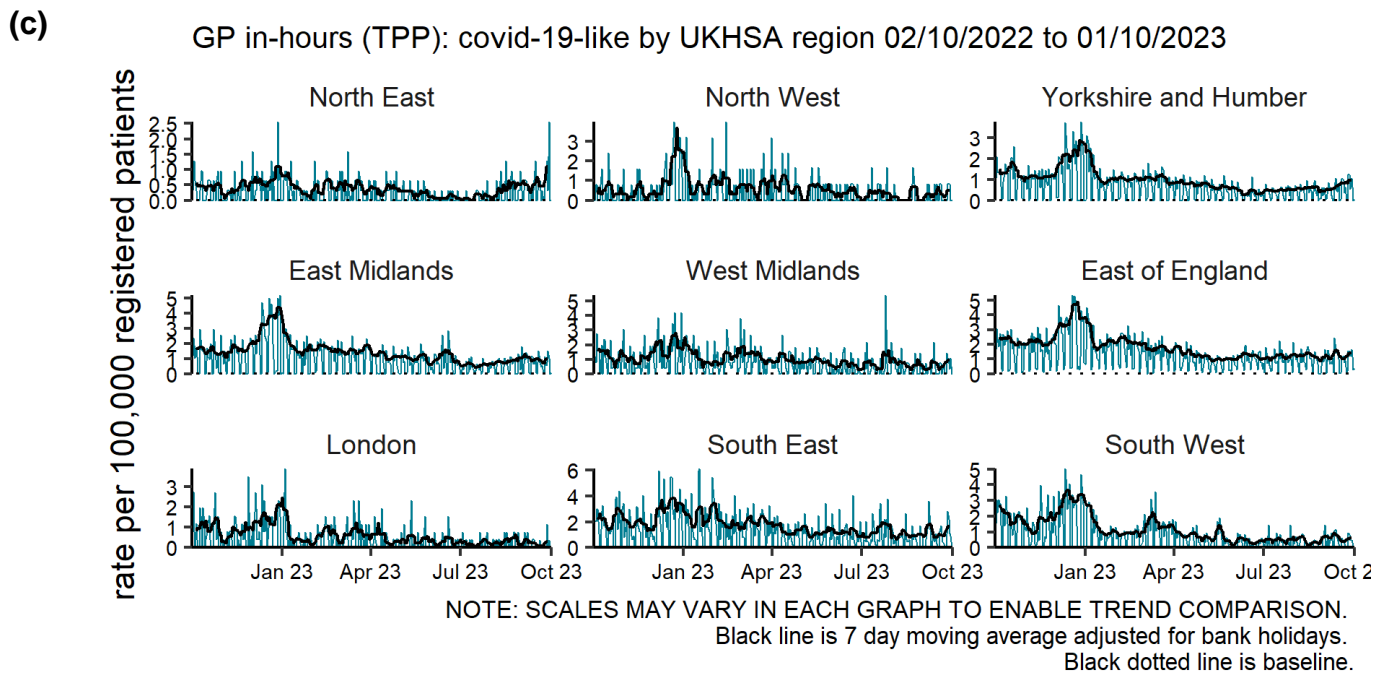 (c)
GP in-hours (TPP): covid-19-like by UKHSA region 02/10/2022 to 01/10/2023
rate per 100,000 registered patients
North East
2.5
2.0
1.5
1.0
0.5
0.0
North West
3
2
1
0
Yorkshire and Humber
3
2
1
0
East Midlands
5
4
3
2
1
0
West Midlands
5
4
3
2
1
0
East of England
5
4
3
2
1
0
London
3
2
1
0
Jan 23 Apr 23 Jul 23 Oct 23
South East
6
4
2
0
Jan 23 Apr 23 Jul 23 Oct 23
South West
5
4
3
2
1
0
Jan 23 Apr 23 Jul 23 Oct 2
NOTE: SCALES MAY VARY IN EACH GRAPH TO ENABLE TREND COMPARISON.
Black line is 7 day moving average adjusted for bank holidays.
Black dotted line is baseline.